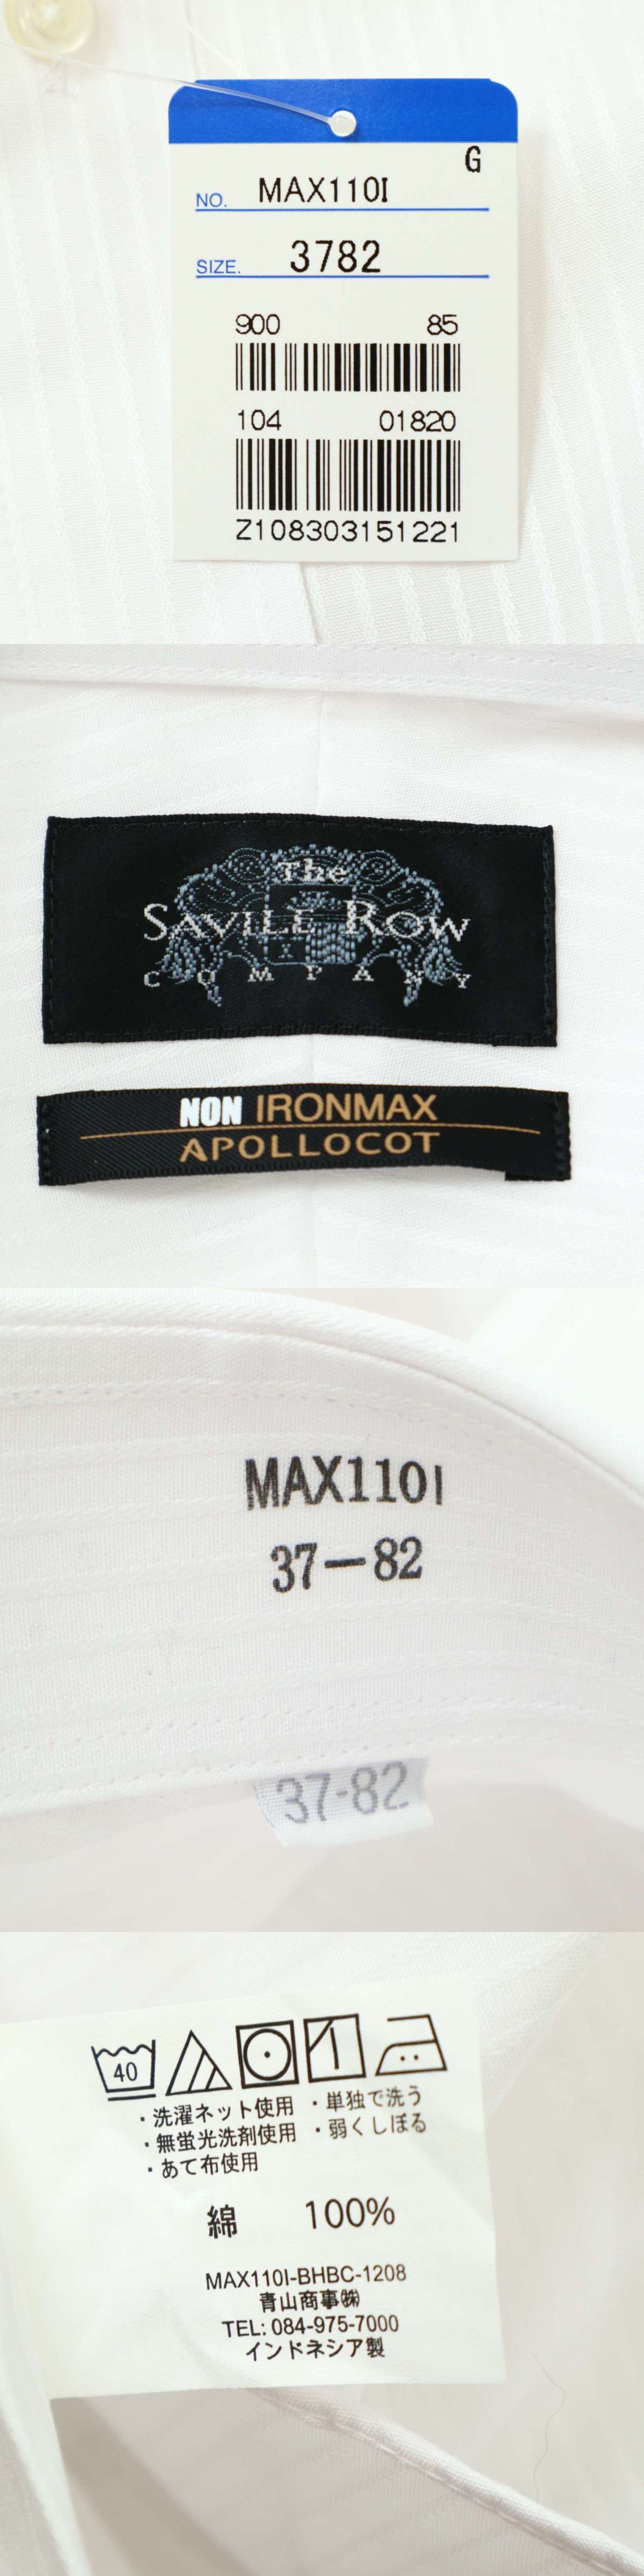 G
NO. MAX110I
SIZE. 3782
900 85
104 01820
Z108303151221
The
SAVILE ROW
COMPANY
NON IRONMAX
APOLLOCOT
MAX110I
37-82
37-82
40
・洗濯ネット使用 ・単独で洗う
・無蛍光洗剤使用 ・弱くしぼる
・あて布使用
綿 100%
MAX110I-BHBC-1208
青山商事㈱
TEL: 084-975-7000
インドネシア製